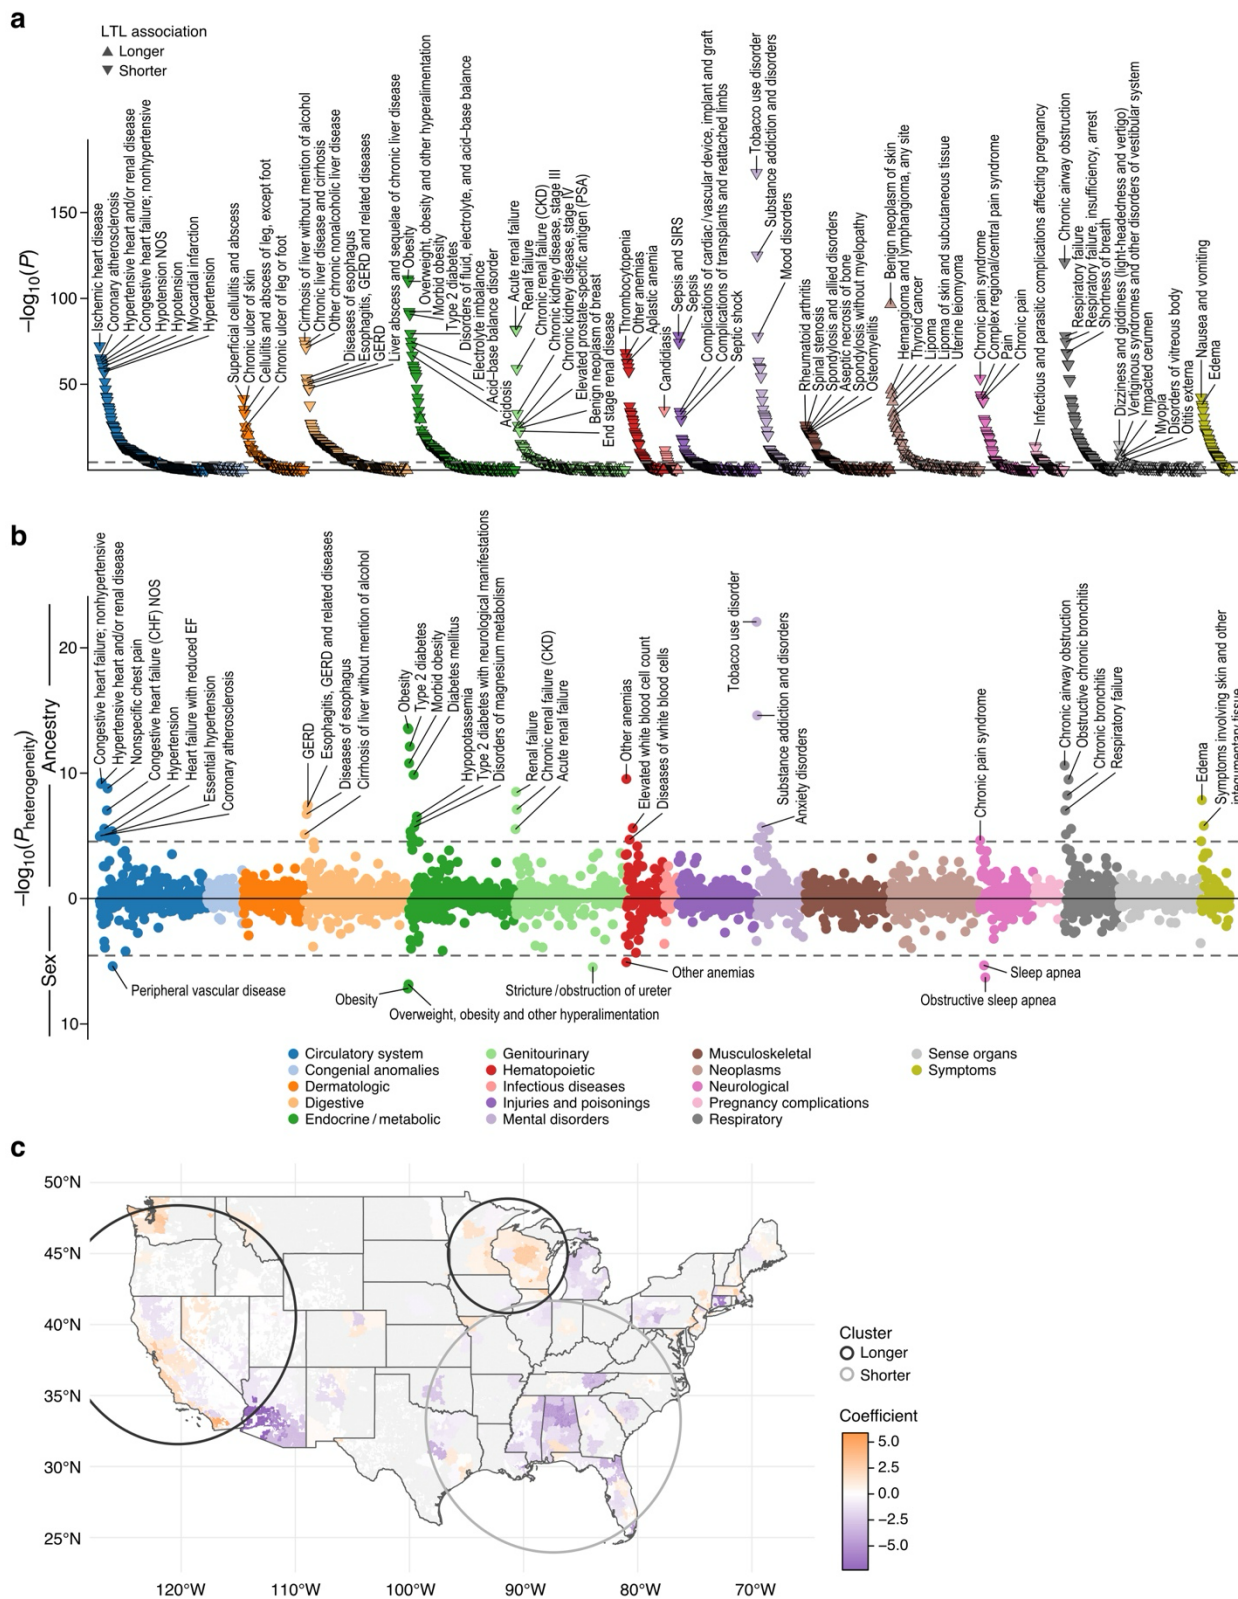 a
LTL association
Longer
Shorter
−log10(P)
150
100
50
Ischemic heart disease
Coronary atherosclerosis
Hypertensive heart and/or renal disease
Congestive heart failure; nonhypertensive
Hypotension NOS
Hypotension
Myocardial infarction
Hypertension
Superficial cellulitis and abscess
Chronic ulcer of skin
Cellulitis and abscess of leg, except foot
Chronic ulcer of leg or foot
Cirrhosis of liver without mention of alcohol
Chronic liver disease and cirrhosis
Other chronic nonalcoholic liver disease
Diseases of esophagus
Esophagitis, GERD and related diseases
GERD
Liver abscess and sequelae of chronic liver disease
Obesity
Overweight, obesity and other hyperalimentation
Morbid obesity
Type 2 diabetes
Disorders of fluid, electrolyte, and acid–base balance
Electrolyte imbalance
Acid–base balance disorder
Acidosis
Acute renal failure
Renal failure
Chronic renal failure (CKD)
Chronic kidney disease, stage III
Chronic kidney disease, stage IV
Elevated prostate-specific antigen (PSA)
Benign neoplasm of breast
End stage renal disease
Thrombocytopenia
Other anemias
Aplastic anemia
Candidiasis
Sepsis and SIRS
Sepsis
Complications of cardiac/vascular device, implant and graft
Complications of transplants and reattached limbs
Septic shock
Tobacco use disorder
Substance addiction and disorders
Mood disorders
Rheumatoid arthritis
Spinal stenosis
Spondylosis and allied disorders
Aseptic necrosis of bone
Spondylosis without myelopathy
Osteomyelitis
Benign neoplasm of skin
Hemangioma and lymphangioma, any site
Thyroid cancer
Lipoma
Lipoma of skin and subcutaneous tissue
Uterine leiomyoma
Chronic pain syndrome
Complex regional/central pain syndrome
Pain
Chronic pain
Infectious and parasitic complications affecting pregnancy
Chronic airway obstruction
Respiratory failure
Respiratory failure, insufficiency, arrest
Shortness of breath
Dizziness and giddiness (light-headedness and vertigo)
Vertiginous syndromes and other disorders of vestibular system
Impacted cerumen
Myopia
Disorders of vitreous body
Otitis externa
Nausea and vomiting
Edema
b
−log10(Pheterogeneity)
Ancestry
Sex
20
10
0
10
Congestive heart failure; nonhypertensive
Hypertensive heart and/or renal disease
Nonspecific chest pain
Congestive heart failure (CHF) NOS
Hypertension
Heart failure with reduced EF
Essential hypertension
Coronary atherosclerosis
GERD
Esophagitis, GERD and related diseases
Diseases of esophagus
Cirrhosis of liver without mention of alcohol
Obesity
Type 2 diabetes
Morbid obesity
Diabetes mellitus
Hypopotassemia
Type 2 diabetes with neurological manifestations
Disorders of magnesium metabolism
Renal failure
Chronic renal failure (CKD)
Acute renal failure
Other anemias
Elevated white blood cell count
Diseases of white blood cells
Tobacco use disorder
Substance addiction and disorders
Anxiety disorders
Chronic pain syndrome
Chronic airway obstruction
Obstructive chronic bronchitis
Chronic bronchitis
Respiratory failure
Edema
Symptoms involving skin and other
integumentary tissue
Peripheral vascular disease
Obesity
Overweight, obesity and other hyperalimentation
Stricture/obstruction of ureter
Other anemias
Sleep apnea
Obstructive sleep apnea
Circulatory system
Congenial anomalies
Dermatologic
Digestive
Endocrine/metabolic
Genitourinary
Hematopoietic
Infectious diseases
Injuries and poisonings
Mental disorders
Musculoskeletal
Neoplasms
Neurological
Pregnancy complications
Respiratory
Sense organs
Symptoms
c
50°N
45°N
40°N
35°N
30°N
25°N
120°W
110°W
100°W
90°W
80°W
70°W
Cluster
Longer
Shorter
Coefficient
5.0
2.5
0.0
−2.5
−5.0